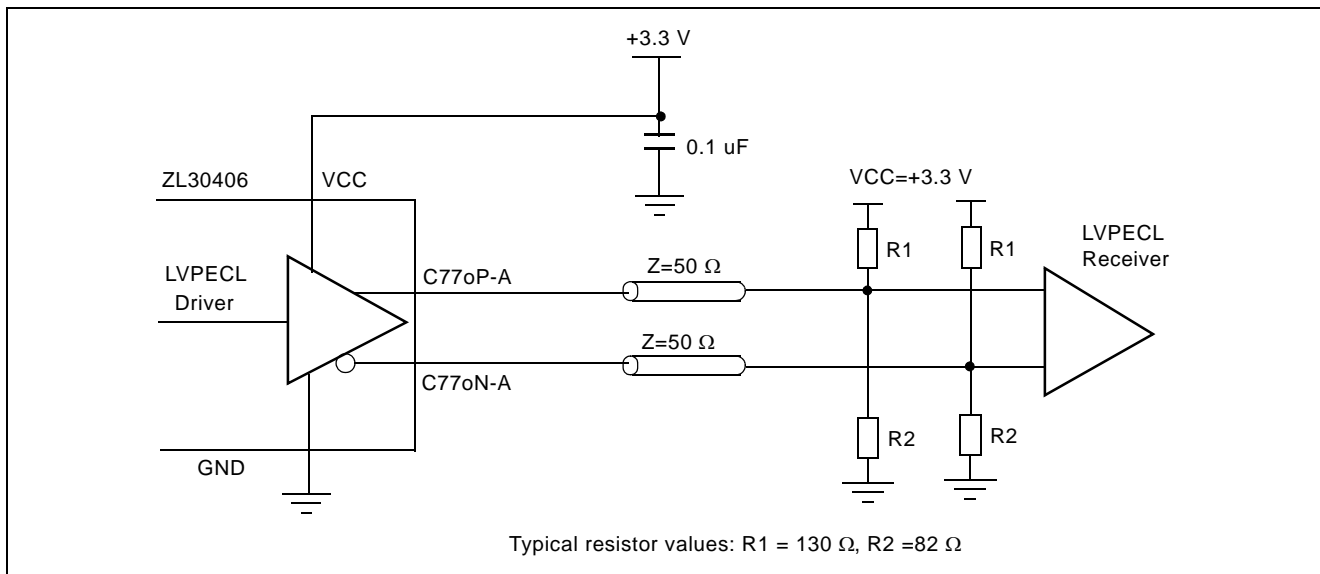 +3.3 V
0.1 uF
ZL30406
VCC
VCC=+3.3 V
R1
R1
LVPECL
Receiver
LVPECL
Driver
C77oP-A
Z=50 Ω
Z=50 Ω
C77oN-A
R2
R2
GND
Typical resistor values: R1 = 130 Ω, R2 =82 Ω